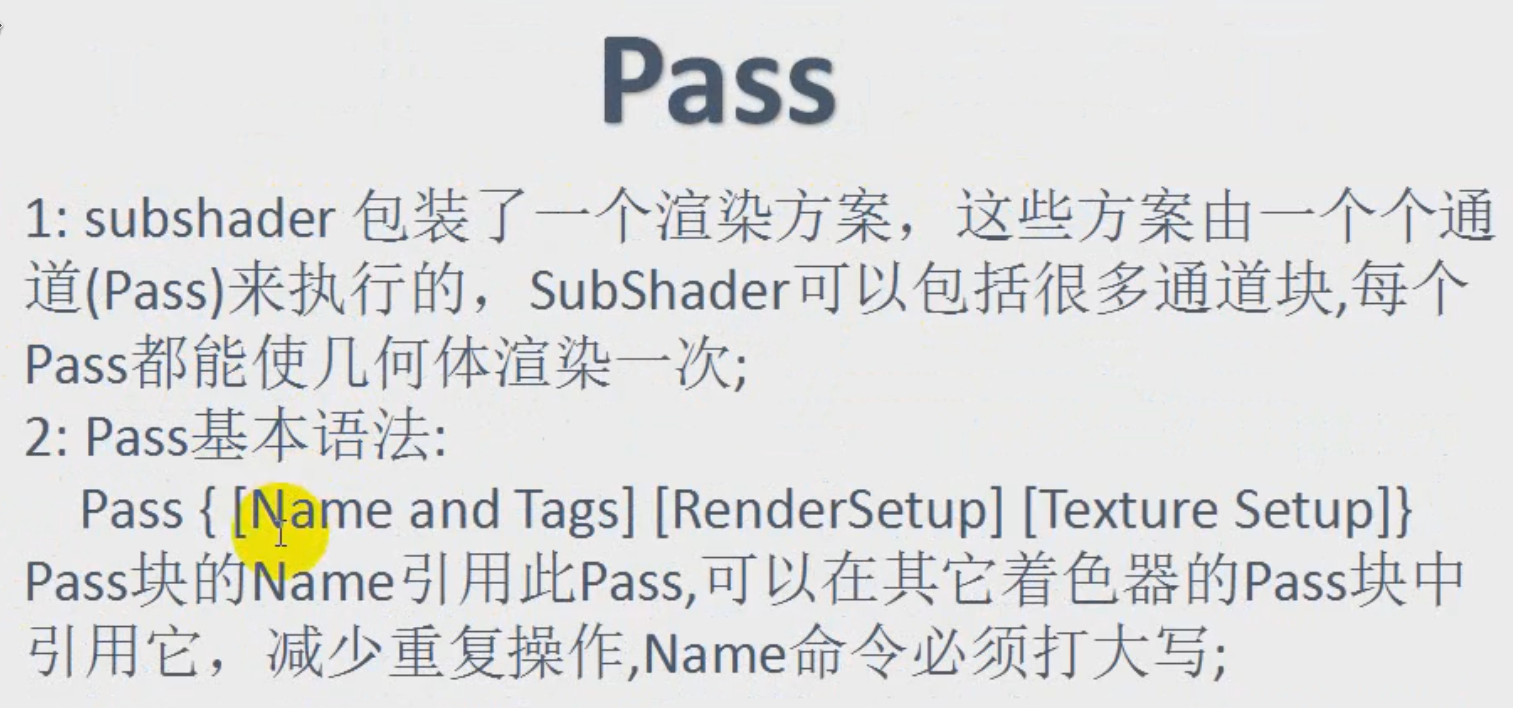 Pass
1: subshader 包装了一个渲染方案，这些方案由一个个通
道(Pass)来执行的，SubShader可以包括很多通道块,每个
Pass都能使几何体渲染一次;
2: Pass基本语法:
Pass { [Name and Tags] [RenderSetup] [Texture Setup]}
Pass块的Name引用此Pass,可以在其它着色器的Pass块中
引用它，减少重复操作,Name命令必须打大写;